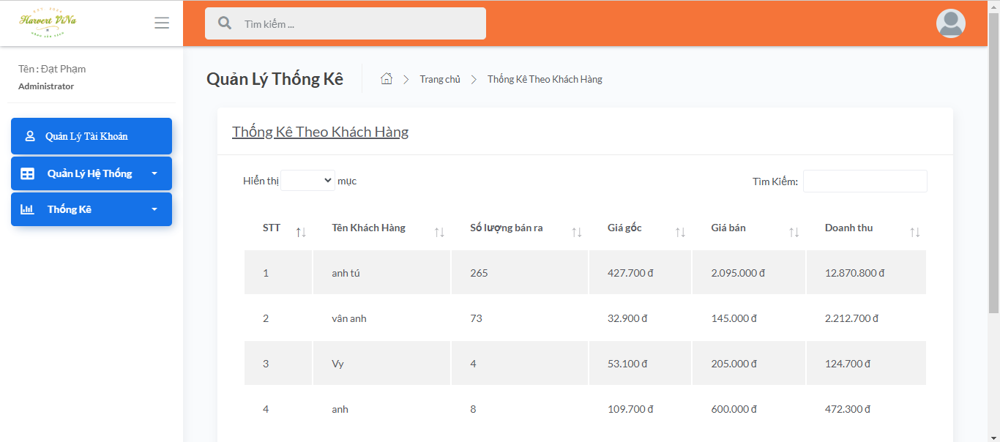 Harvert ViNa
Tìm kiếm ...
Tên : Đạt Phạm
Administrator
Quản Lý Tài Khoản
Quản Lý Hệ Thống
Thống Kê
Quản Lý Thống Kê
Trang chủ
Thống Kê Theo Khách Hàng
Thống Kê Theo Khách Hàng
Hiển thị mục
Tìm Kiếm:
STT Tên Khách Hàng Số lượng bán ra Giá gốc Giá bán Doanh thu
1 anh tú 265 427.700 đ 2.095.000 đ 12.870.800 đ
2 vân anh 73 32.900 đ 145.000 đ 2.212.700 đ
3 Vy 4 53.100 đ 205.000 đ 124.700 đ
4 anh 8 109.700 đ 600.000 đ 472.300 đ